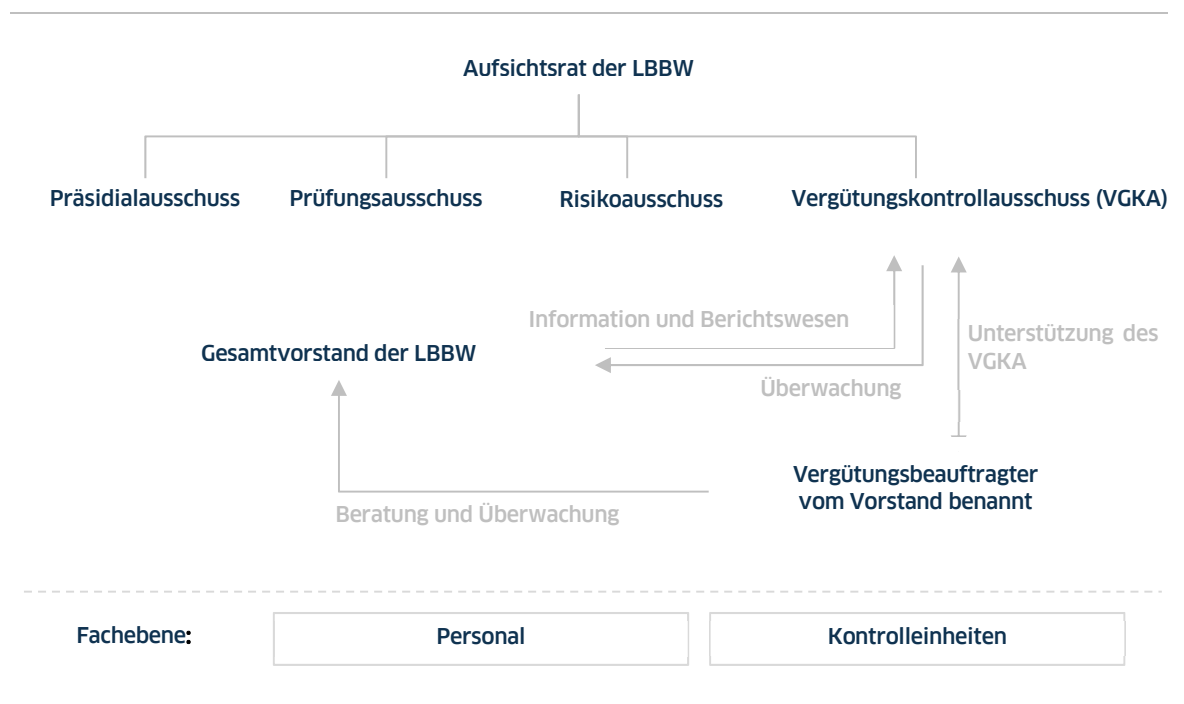 Aufsichtsrat der LBBW
Präsidialausschuss
Prüfungsausschuss
Risikoausschuss
Vergütungskontrollausschuss (VGKA)
Information und Berichtswesen
Unterstützung des
VGKA
Gesamtvorstand der LBBW
Überwachung
Vergütungsbeauftragter
vom Vorstand benannt
Beratung und Überwachung
Fachebene:
Personal
Kontrolleinheiten